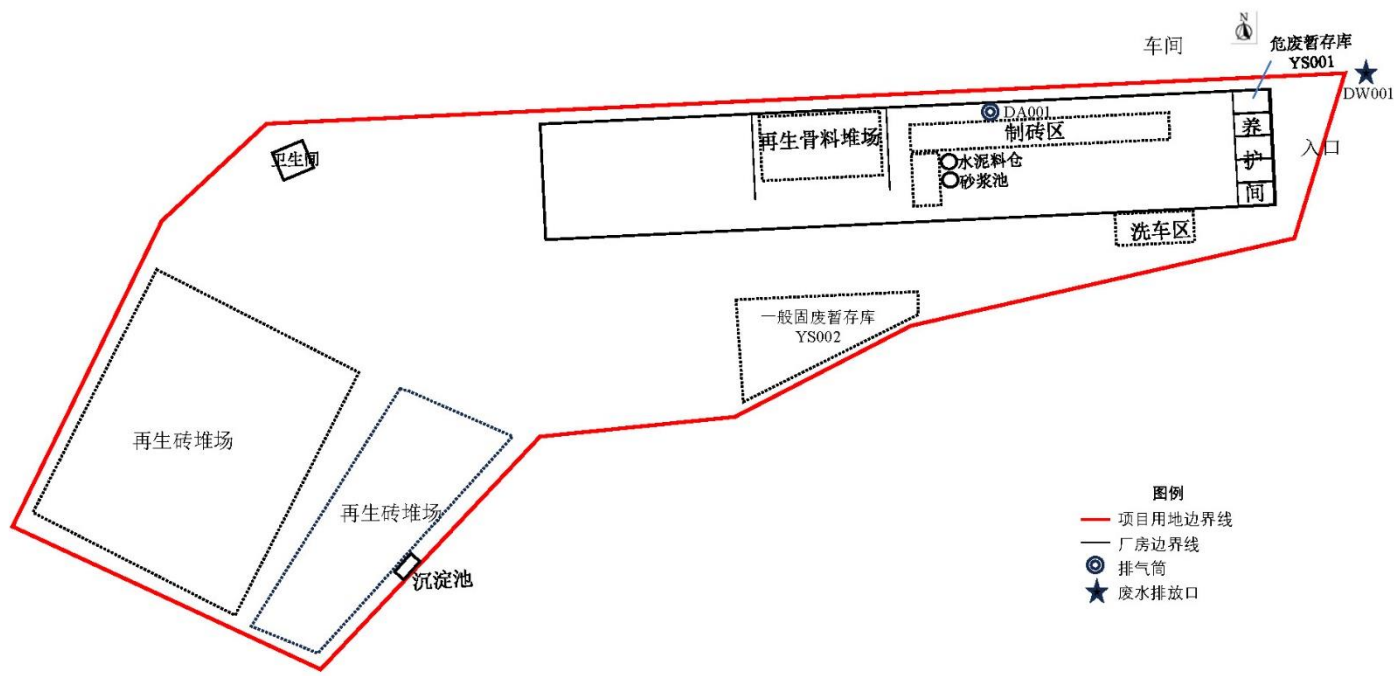 N
车间
危废暂存库
YS001
DW001
DA001
再生骨料堆场
制砖区
养
护
间
入口
卫生间
水泥料仓
砂浆池
洗车区
一般固废暂存库
YS002
再生砖堆场
再生砖堆场
沉淀池
图例
项目用地边界线
厂房边界线
排气筒
废水排放口